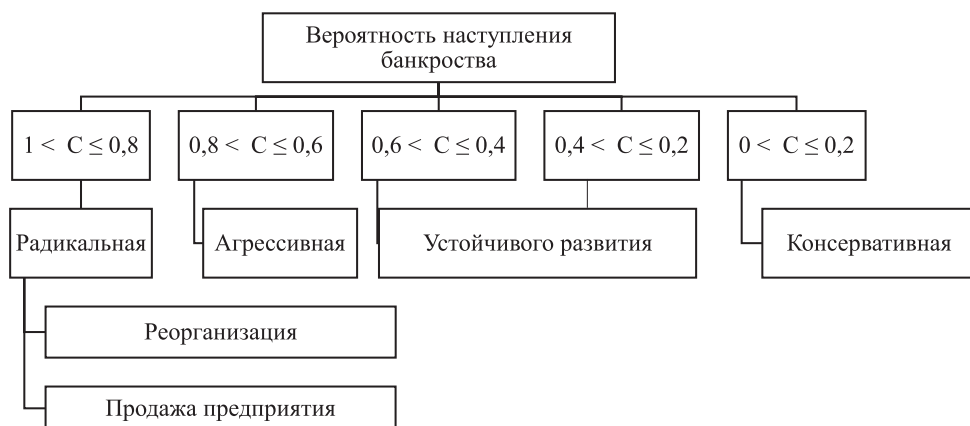 Вероятность наступления
банкроства
1 < C ≤ 0,8
0,8 < C ≤ 0,6
0,6 < C ≤ 0,4
0,4 < C ≤ 0,2
0 < C ≤ 0,2
Радикальная
Агрессивная
Устойчивого развития
Консервативная
Реорганизация
Продажа предприятия